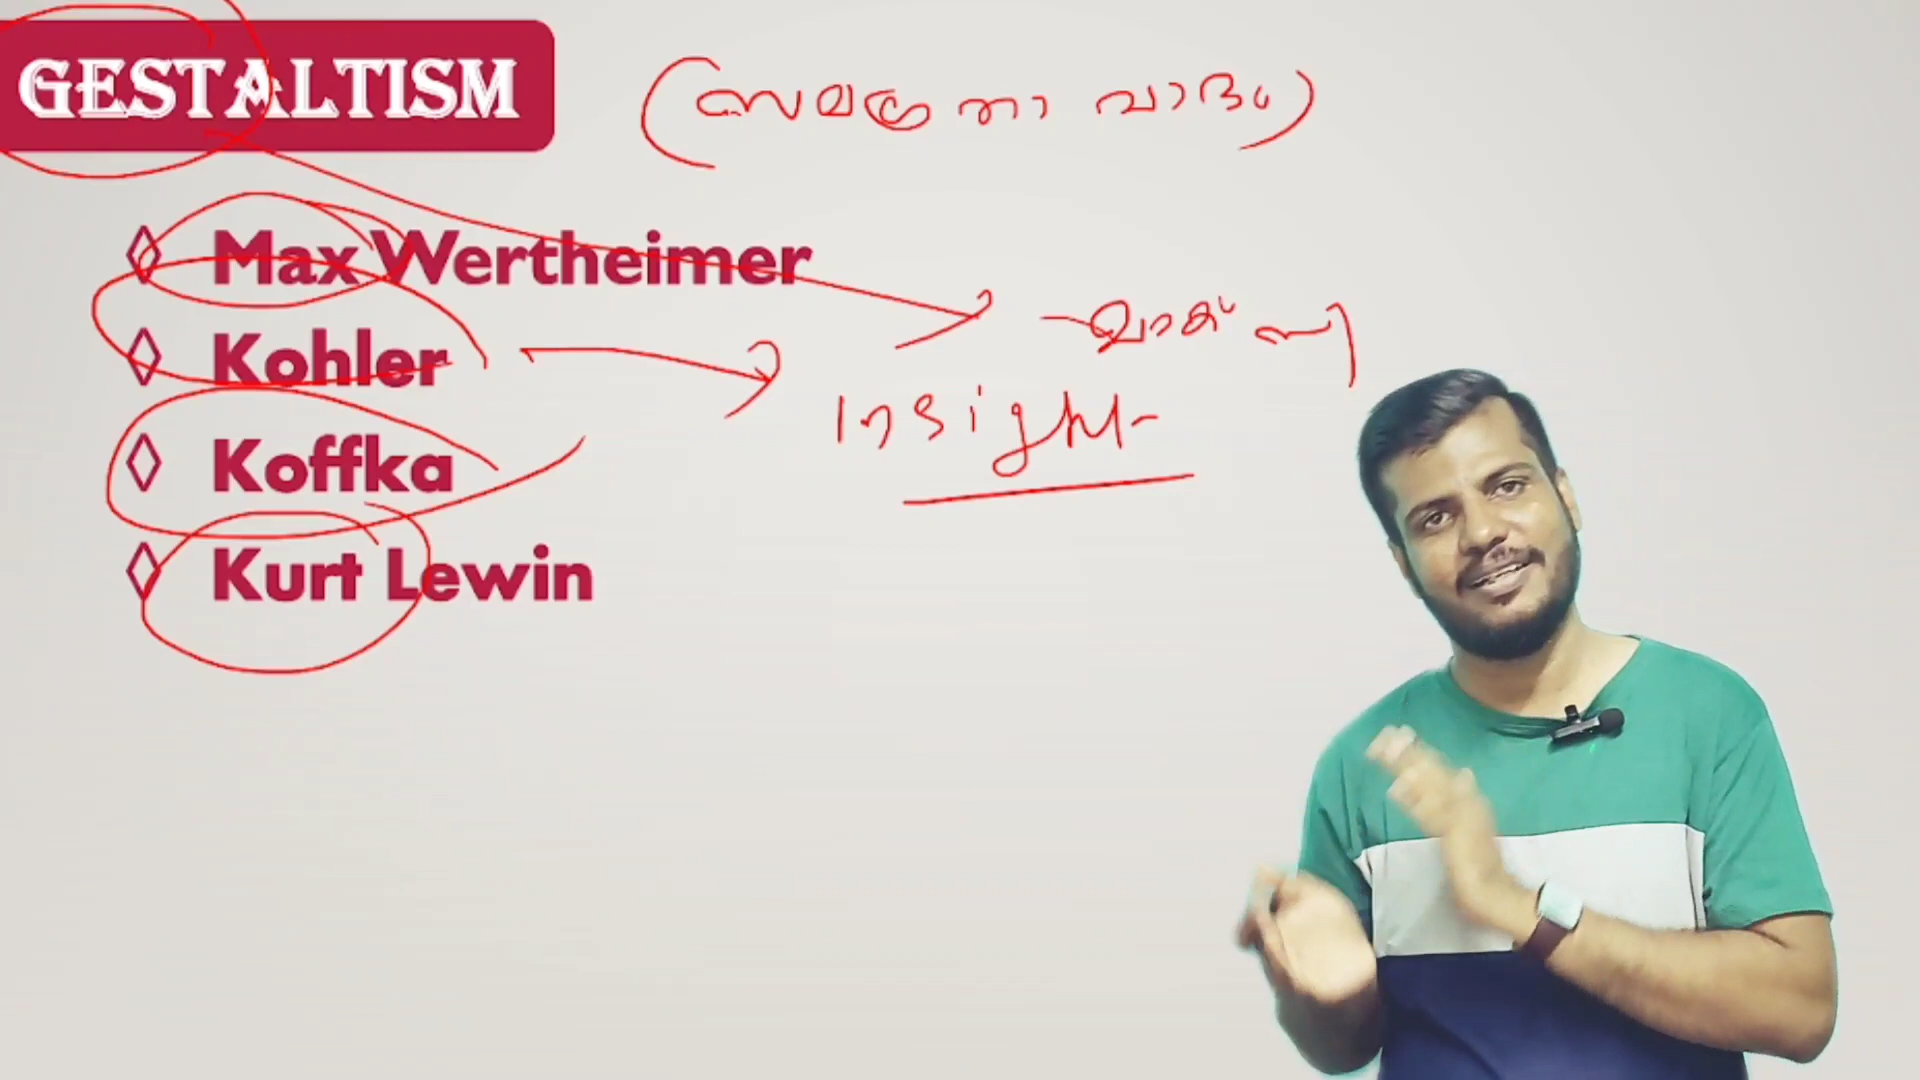 GESTALTISM
(സമഗ്രതാ വാദം)
Max Wertheimer
Kohler
Insight
Koffka
Kurt Lewin